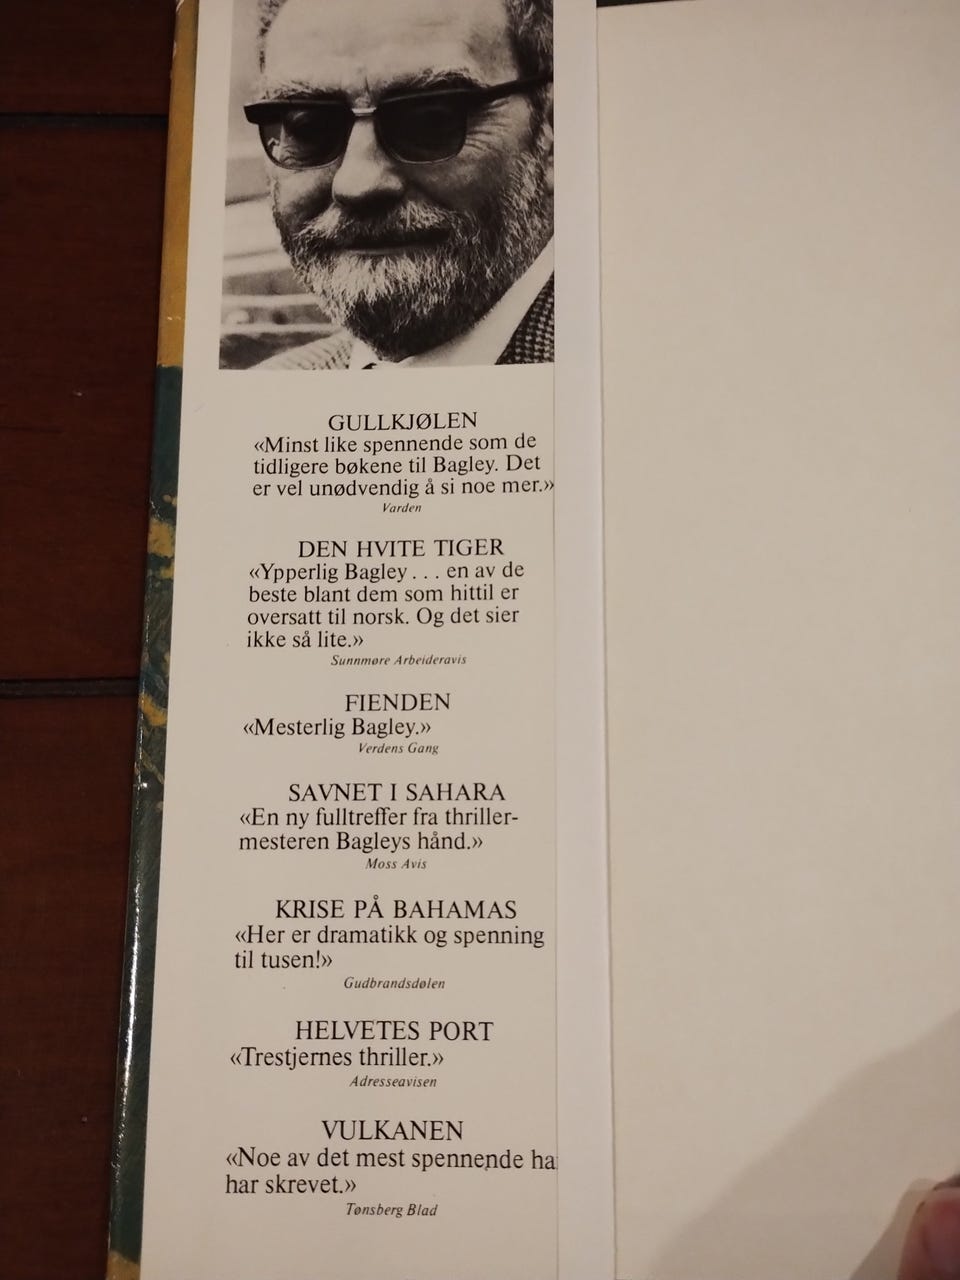 GULLKJØLEN
«Minst like spennende som de
tidligere bøkene til Bagley. Det
er vel unødvendig å si noe mer.»
Varden
DEN HVITE TIGER
«Ypperlig Bagley . . . en av de
beste blant dem som hittil er
oversatt til norsk. Og det sier
ikke så lite.»
Sunnmøre Arbeideravis
FIENDEN
«Mesterlig Bagley.»
Verdens Gang
SAVNET I SAHARA
«En ny fulltreffer fra thriller-
mesteren Bagleys hånd.»
Moss Avis
KRISE PÅ BAHAMAS
«Her er dramatikk og spenning
til tusen!»
Gudbrandsdølen
HELVETES PORT
«Trestjernes thriller.»
Adresseavisen
VULKANEN
«Noe av det mest spennende ha
har skrevet.»
Tønsberg Blad